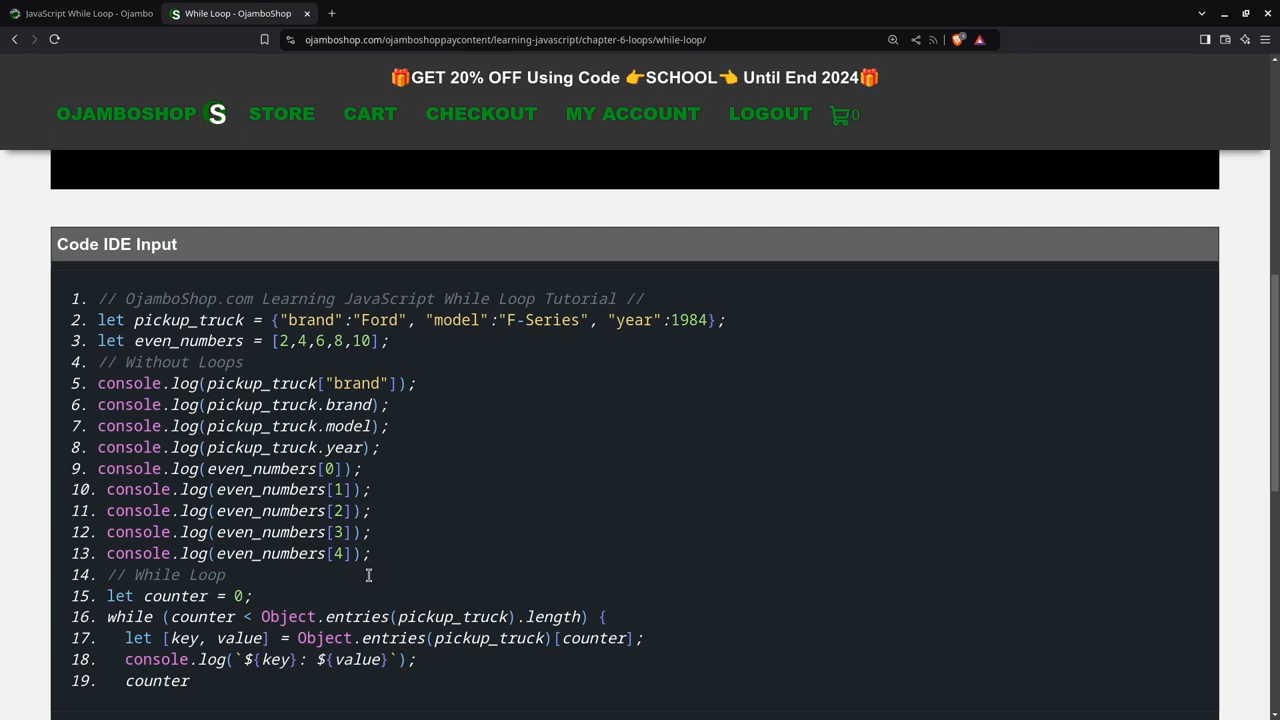 JavaScript While Loop - Ojambo
While Loop - OjamboShop
ojamboshop.com/ojamboshoppaycontent/learning-javascript/chapter-6-loops/while-loop/
🎁GET 20% OFF Using Code 👉SCHOOL👈 Until End 2024🎁
OJAMBOSHOP S STORE CART CHECKOUT MY ACCOUNT LOGOUT 0
Code IDE Input
1. // OjamboShop.com Learning JavaScript While Loop Tutorial //
2. let pickup_truck = {"brand":"Ford", "model":"F-Series", "year":1984};
3. let even_numbers = [2,4,6,8,10];
4. // Without Loops
5. console.log(pickup_truck["brand"]);
6. console.log(pickup_truck.brand);
7. console.log(pickup_truck.model);
8. console.log(pickup_truck.year);
9. console.log(even_numbers[0]);
10. console.log(even_numbers[1]);
11. console.log(even_numbers[2]);
12. console.log(even_numbers[3]);
13. console.log(even_numbers[4]);
14. // While Loop
15. let counter = 0;
16. while (counter < Object.entries(pickup_truck).length) {
17. let [key, value] = Object.entries(pickup_truck)[counter];
18. console.log(`${key}: ${value}`);
19. counter